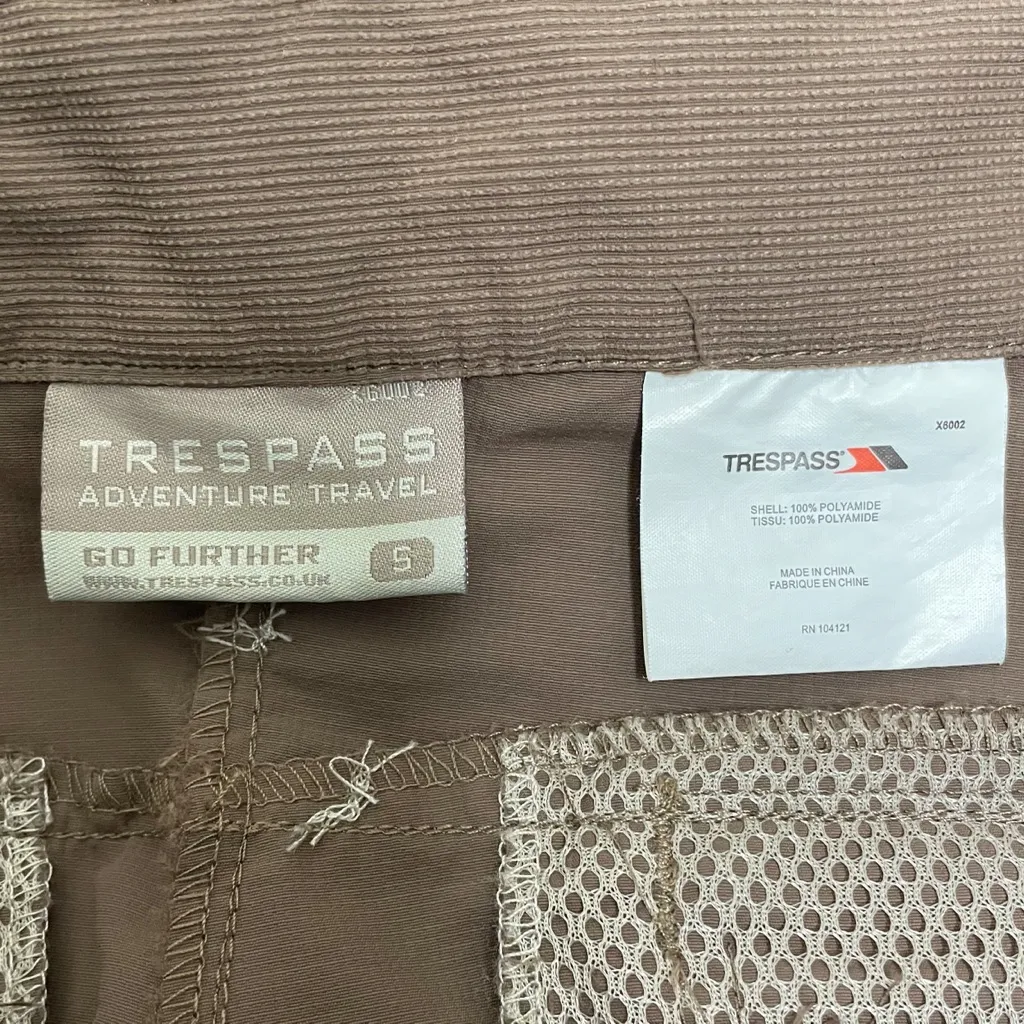 X6002
TRESPASS
ADVENTURE TRAVEL
GO FURTHER
S
WWW.TRESPASS.CO.UK
X6002
TRESPASS®
SHELL: 100% POLYAMIDE
TISSU: 100% POLYAMIDE
MADE IN CHINA
FABRIQUE EN CHINE
RN 104121